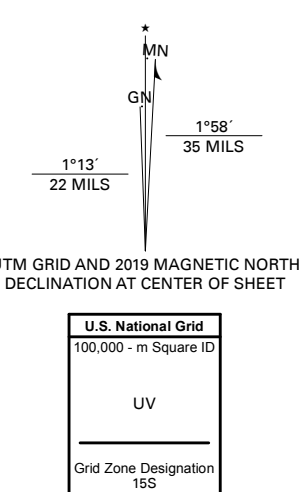 ★
MN
GN
1°58´
35 MILS
1°13´
22 MILS
UTM GRID AND 2019 MAGNETIC NORTH
DECLINATION AT CENTER OF SHEET
U.S. National Grid
100,000 - m Square ID
UV
Grid Zone Designation
15S